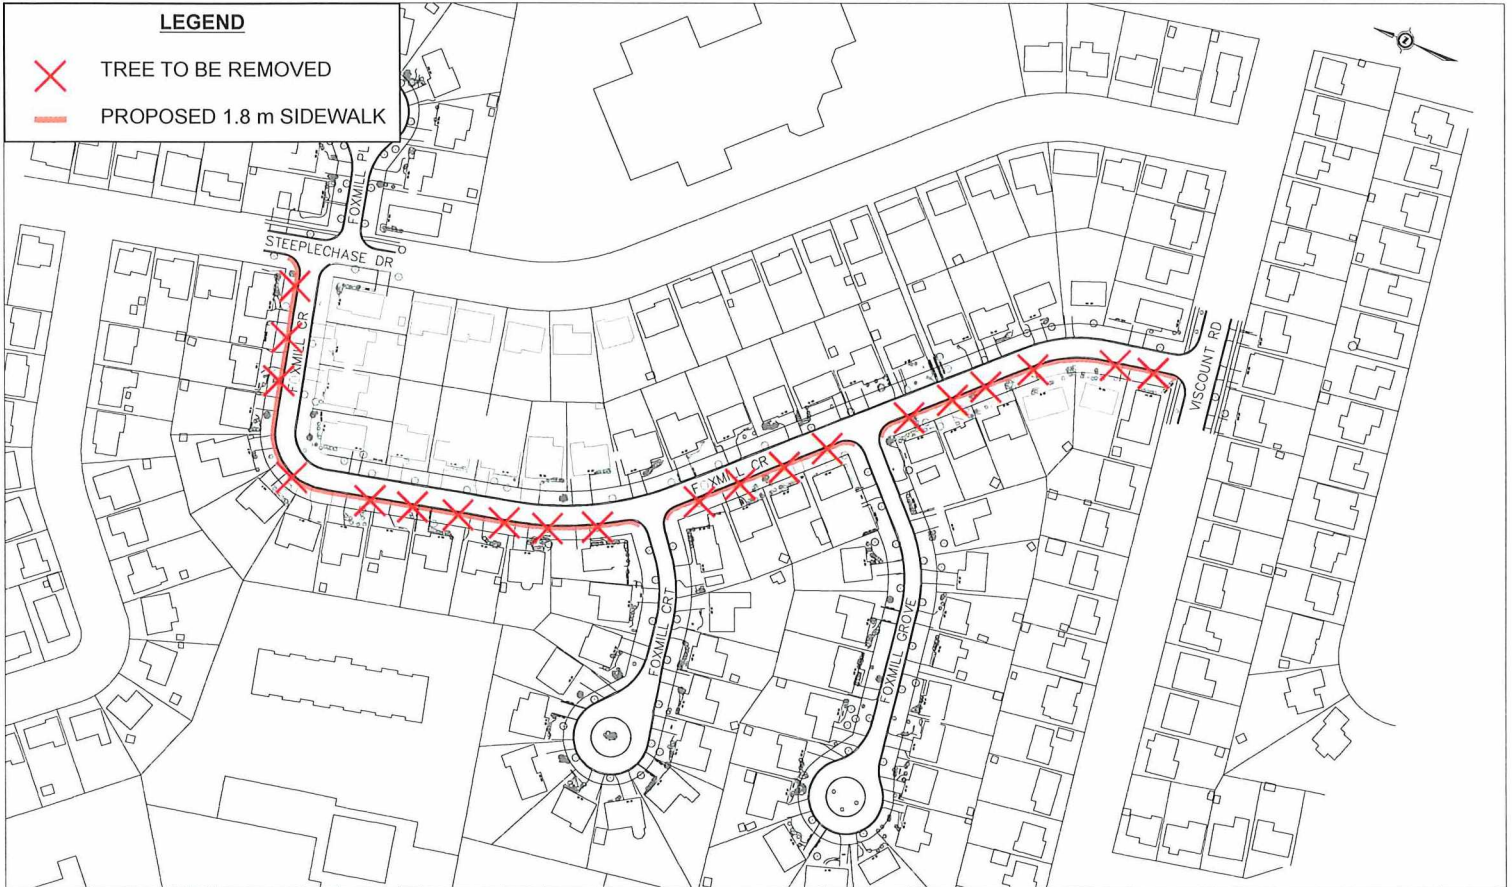 LEGEND
TREE TO BE REMOVED
PROPOSED 1.8 m SIDEWALK
FOXMILL PL
STEEPLECHASE DR
FOXMILL CR
VISCOUNT RD
FOXMILL CR
FOXMILL CRT
FOXMILL GROVE